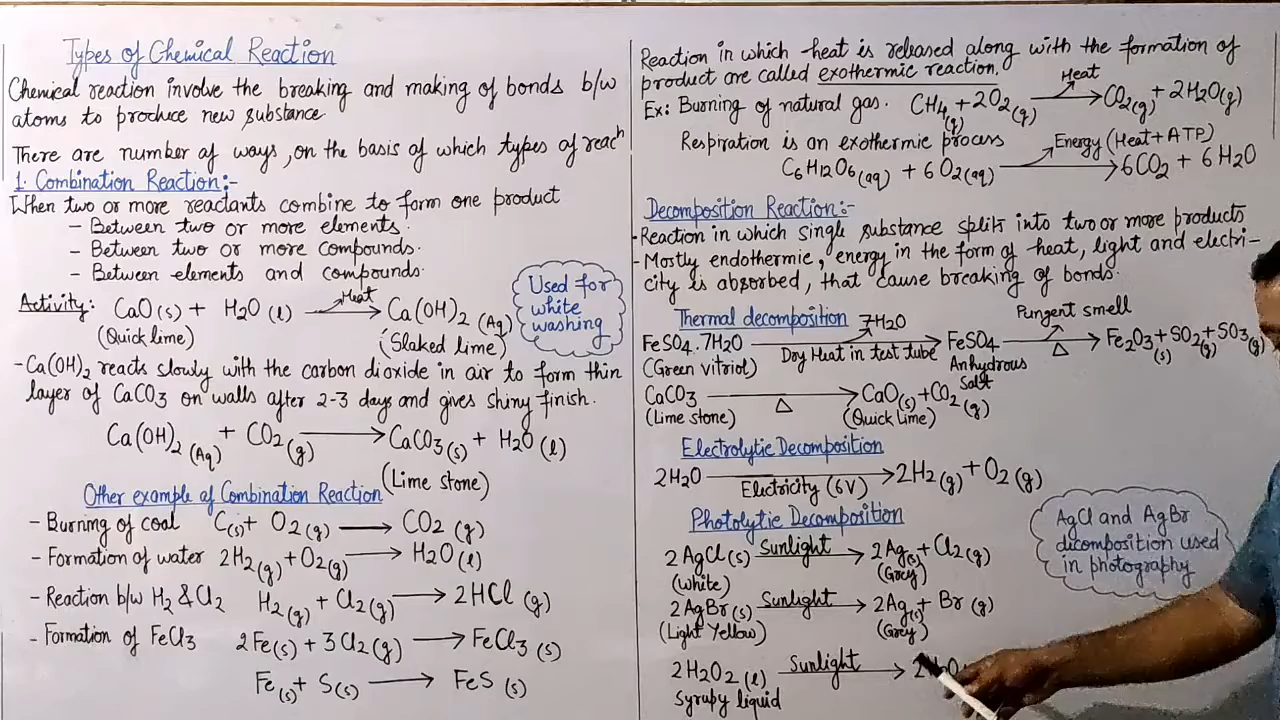 Types of Chemical Reaction
Chemical reaction involve the breaking and making of bonds b/w
atoms to produce new substance
There are number of ways, on the basis of which types of reacⁿ
1. Combination Reaction:-
When two or more reactants combine to form one product
- Between two or more elements.
- Between two or more compounds.
- Between elements and compounds.
Activity: CaO(s) + H2O (l) —Heat→ Ca(OH)2 (Aq)
(Quick lime) (Slaked lime)
Used for
white
washing
- Ca(OH)2 reacts slowly with the carbon dioxide in air to form thin
layer of CaCO3 on walls after 2-3 days and gives shiny finish.
Ca(OH)2 (Aq) + CO2 (g) → CaCO3 (s) + H2O (l)
(Lime stone)
Other example of Combination Reaction
- Burning of coal C(s) + O2 (g) → CO2 (g)
- Formation of water 2H2 (g) + O2 (g) → H2O (l)
- Reaction b/w H2 & Cl2 H2 (g) + Cl2 (g) → 2HCl (g)
- Formation of FeCl3 2Fe(s) + 3Cl2 (g) → FeCl3 (s)
Fe(s) + S(s) → FeS (s)
Reaction in which heat is released along with the formation of
product are called exothermic reaction.
Ex: Burning of natural gas. CH4 (g) + 2O2 (g) —Heat→ CO2 (g) + 2H2O (g)
Respiration is an exothermic process Energy (Heat + ATP)
C6H12O6 (aq) + 6O2 (aq) → 6CO2 + 6H2O
Decomposition Reaction:-
- Reaction in which single substance splits into two or more products
- Mostly endothermic, energy in the form of heat, light and electri-
city is absorbed, that cause breaking of bonds.
Thermal decomposition 7H2O Pungent smell
FeSO4.7H2O —Dry Heat in test tube→ FeSO4 —△→ Fe2O3 (s) + SO2 (g) + SO3 (g)
(Green vitriol) Anhydrous Salt
CaCO3 —△→ CaO(s) + CO2 (g)
(Lime stone) (Quick Lime)
Electrolytic Decomposition
2H2O —Electricity (6V)→ 2H2 (g) + O2 (g)
Photolytic Decomposition
2AgCl (s) —Sunlight→ 2Ag(s) + Cl2 (g)
(White) (Grey)
2AgBr (s) —Sunlight→ 2Ag(s) + Br (g)
(Light Yellow) (Grey)
AgCl and AgBr
dicomposition used
in photography
2H2O2 (l) —Sunlight→ 2H2O
Syrupy liquid